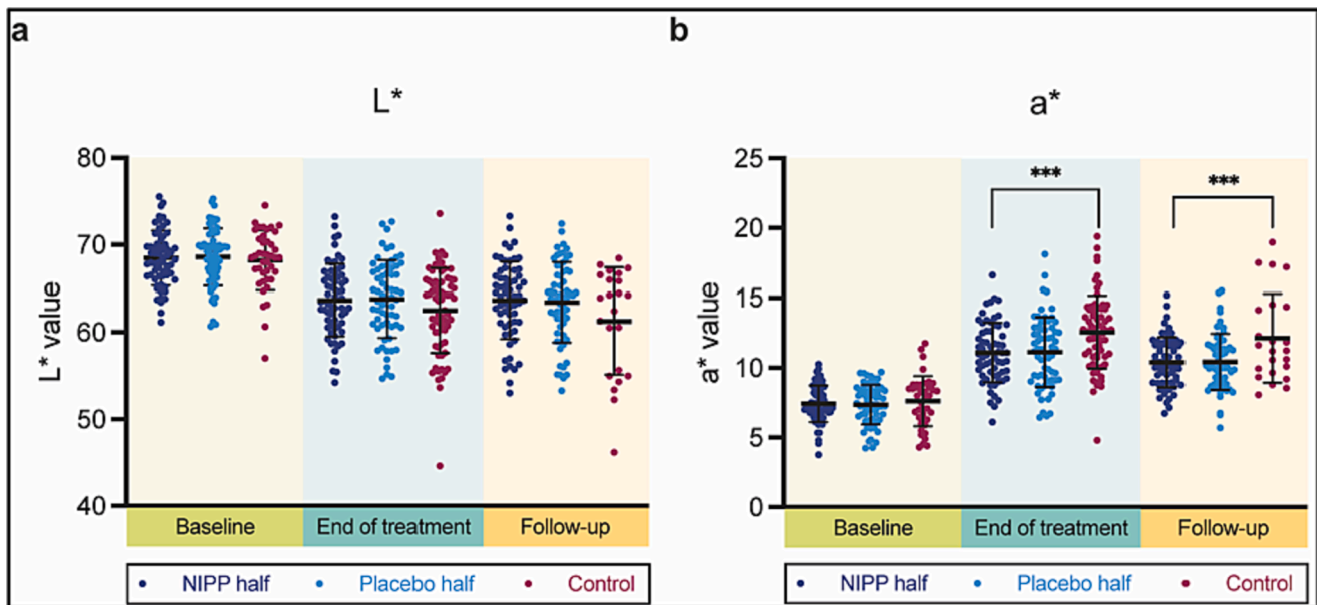 a
L*
L* value
80
70
60
50
40
Baseline End of treatment Follow-up
NIPP half Placebo half Control
b
a*
a* value
25
20
15
10
5
0
***
***
Baseline End of treatment Follow-up
NIPP half Placebo half Control